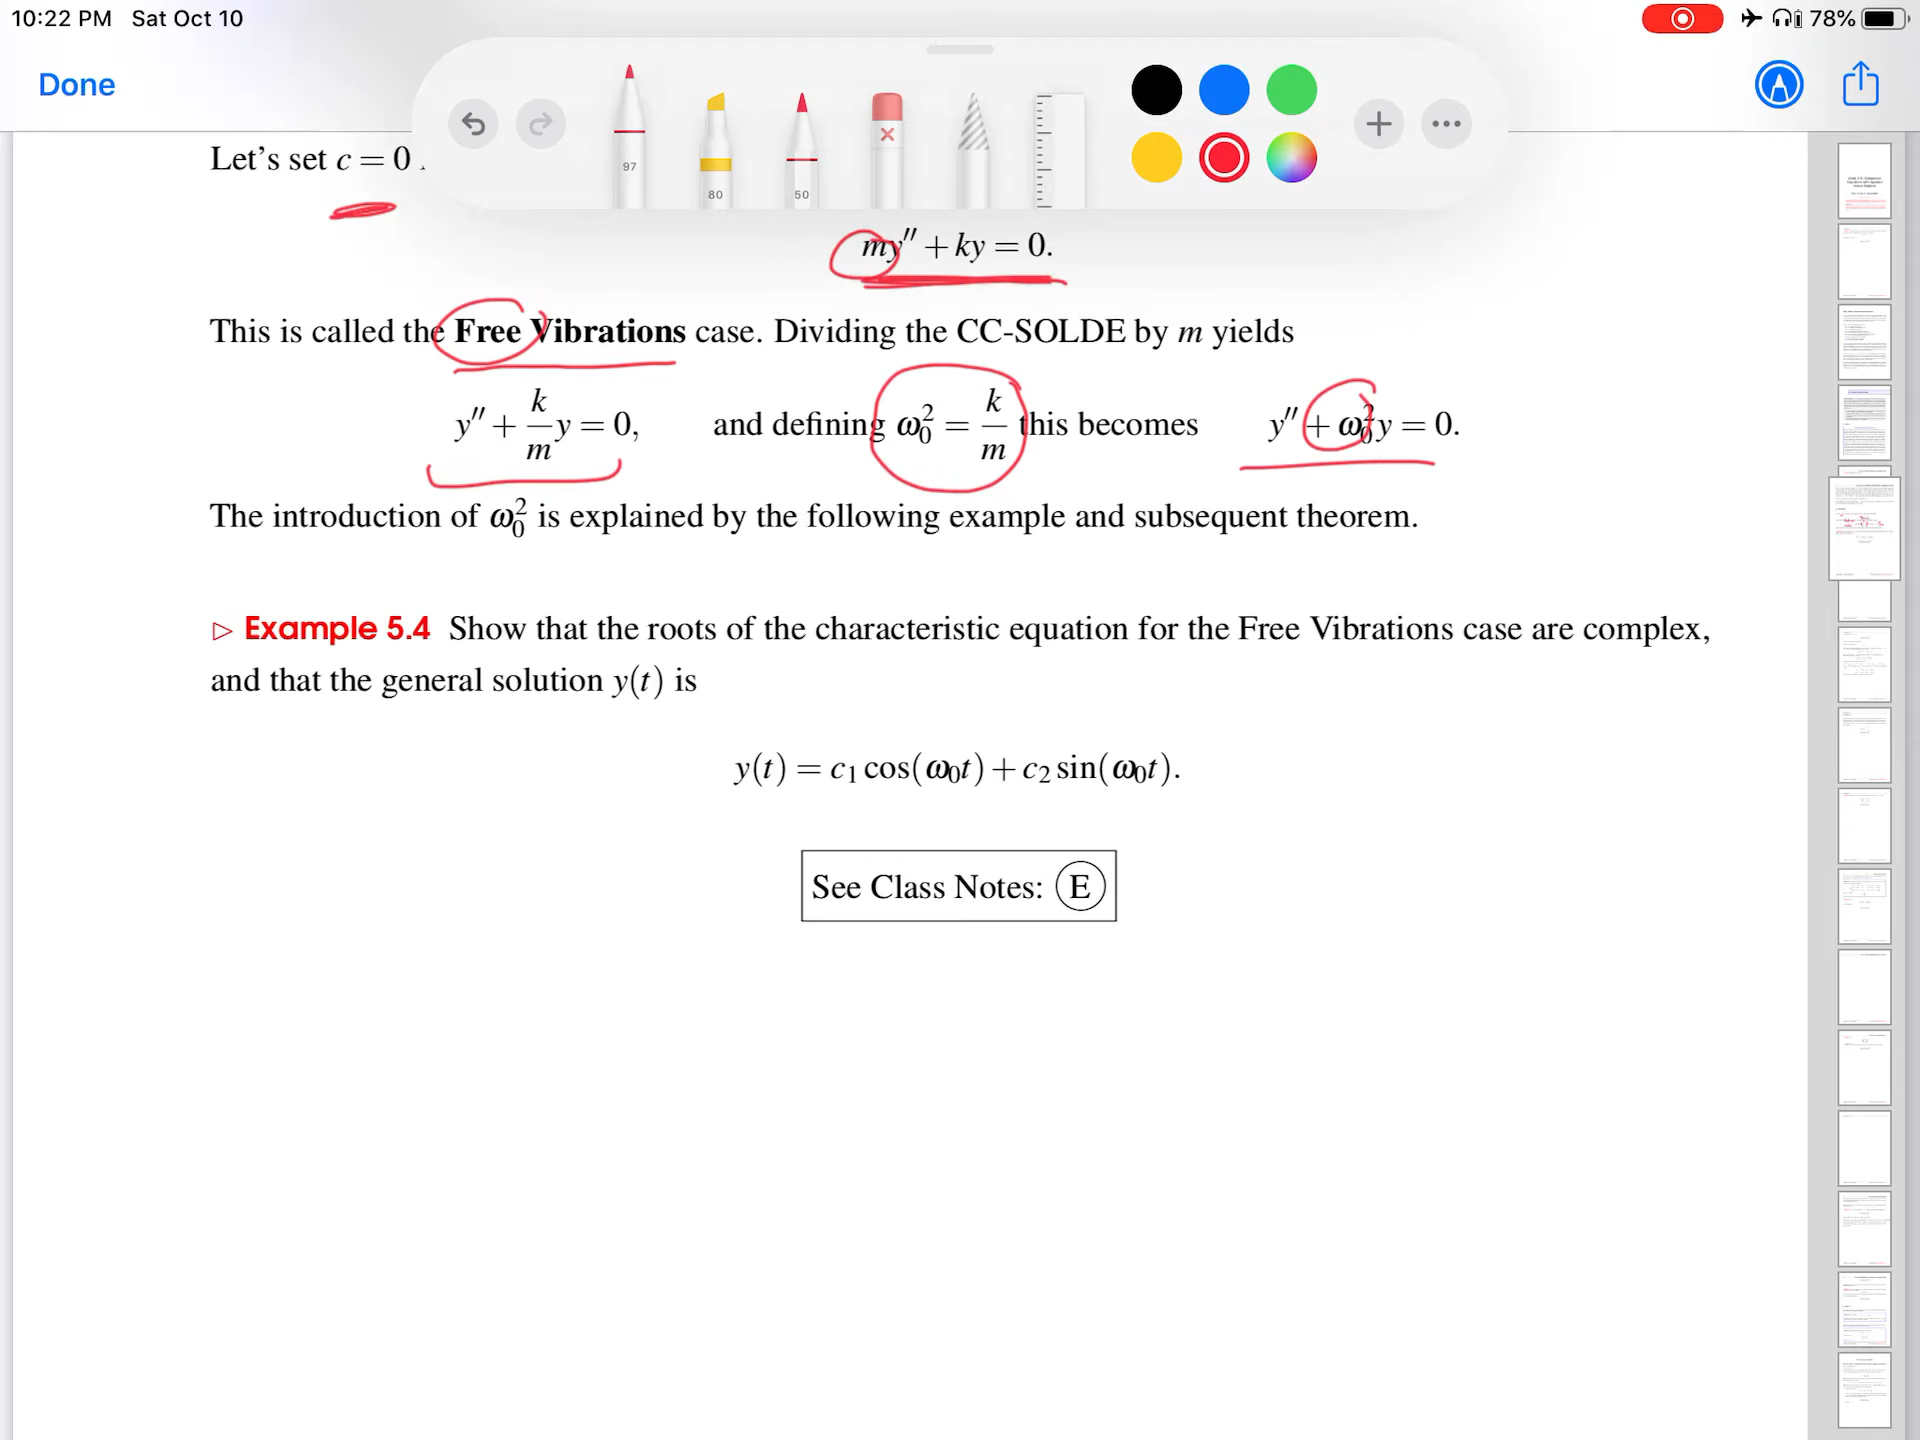 10:22 PM Sat Oct 10
78%
Done
97
80
50
Let's set c = 0
my″ + ky = 0.
This is called the Free Vibrations case. Dividing the CC-SOLDE by m yields
y″ + k/m y = 0, and defining ω₀² = k/m this becomes y″ + ω₀²y = 0.
The introduction of ω₀² is explained by the following example and subsequent theorem.
▷ Example 5.4 Show that the roots of the characteristic equation for the Free Vibrations case are complex,
and that the general solution y(t) is
y(t) = c₁ cos(ω₀t) + c₂ sin(ω₀t).
See Class Notes: Ⓔ